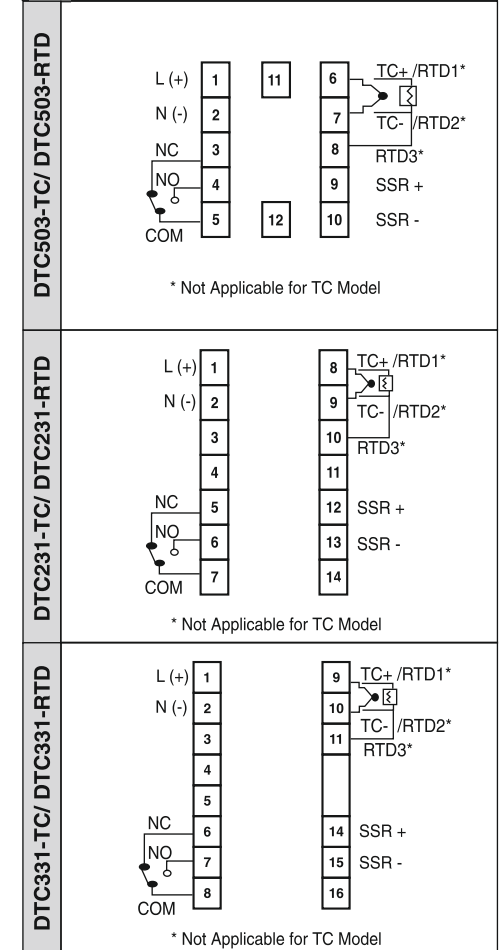 DTC503-TC/ DTC503-RTD
L (+) 1 11 6 TC+ /RTD1*
N (-) 2 7 TC- /RTD2*
NC 3 8 RTD3*
NO 4 9 SSR +
5 12 10 SSR -
COM
* Not Applicable for TC Model
DTC231-TC/ DTC231-RTD
L (+) 1 8 TC+ /RTD1*
N (-) 2 9 TC- /RTD2*
3 10 RTD3*
4 11
NC 5 12 SSR +
NO 6 13 SSR -
7 14
COM
* Not Applicable for TC Model
DTC331-TC/ DTC331-RTD
L (+) 1 9 TC+ /RTD1*
N (-) 2 10 TC- /RTD2*
3 11 RTD3*
4
5
NC 6 14 SSR +
NO 7 15 SSR -
8 16
COM
* Not Applicable for TC Model